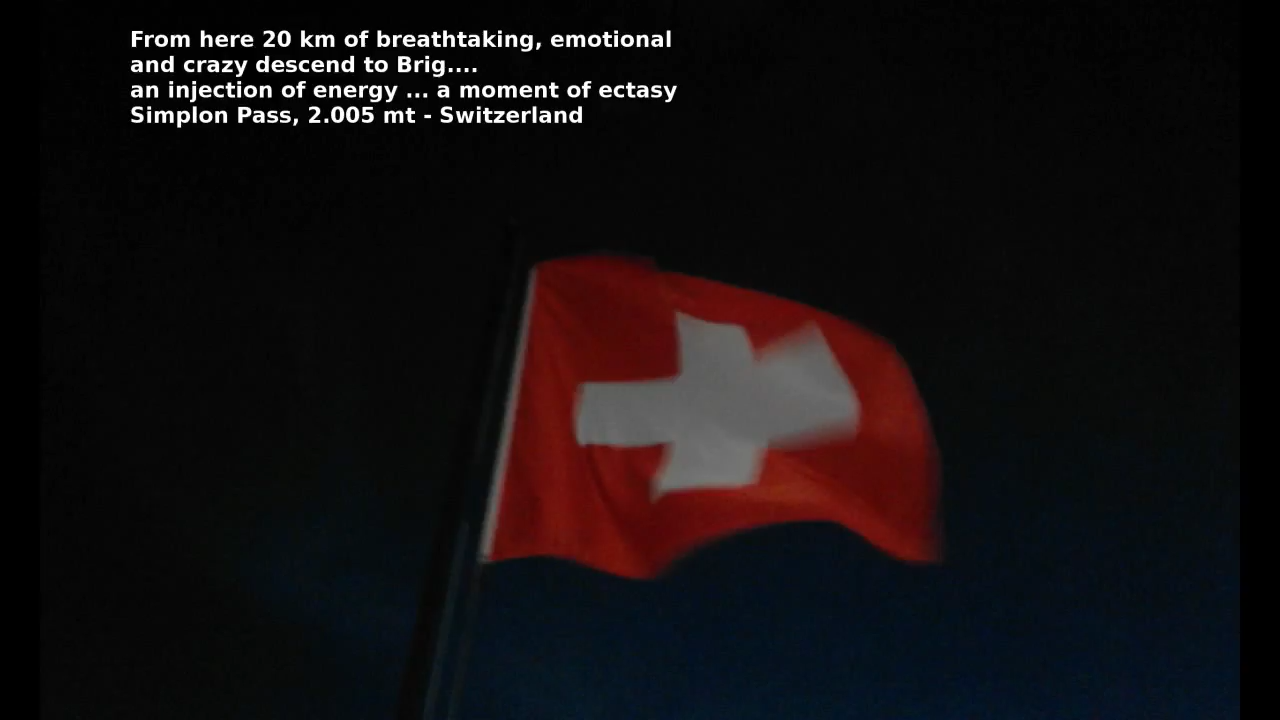 From here 20 km of breathtaking, emotional
and crazy descend to Brig....
an injection of energy ... a moment of ectasy
Simplon Pass, 2.005 mt - Switzerland